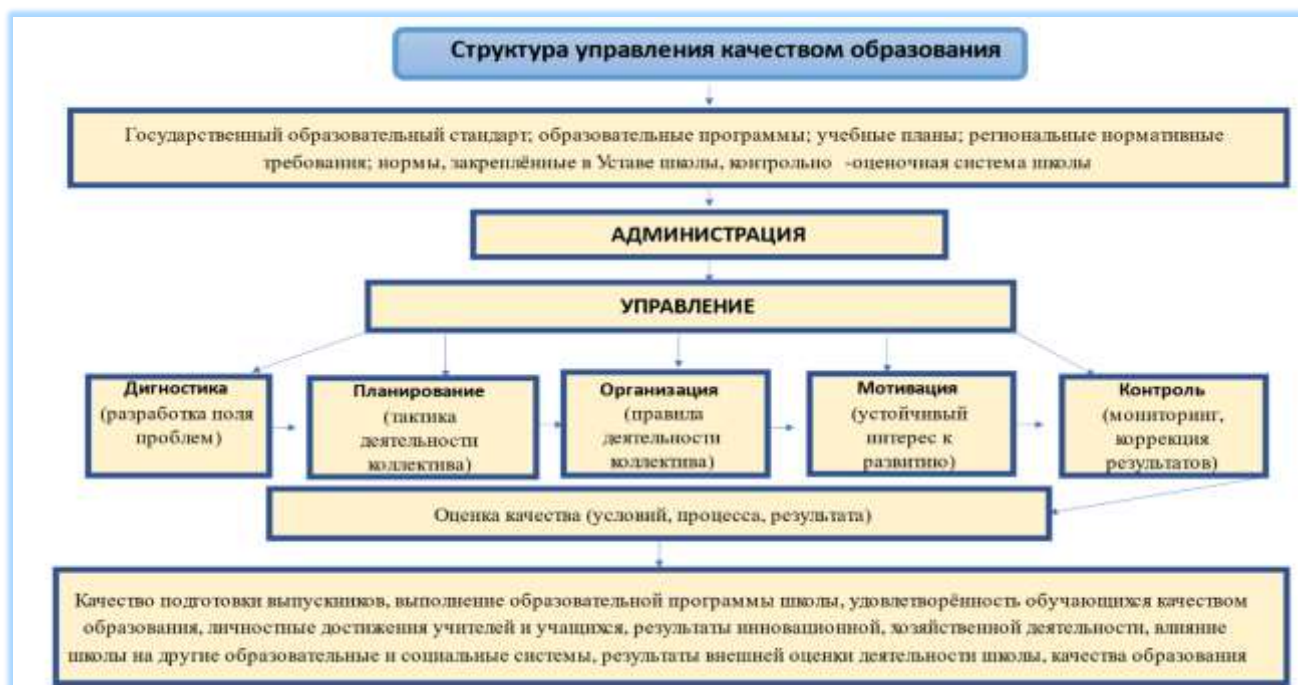 Структура управления качеством образования
Государственный образовательный стандарт; образовательные программы; учебные планы; региональные нормативные
требования; нормы, закреплённые в Уставе школы, контрольно -оценочная система школы
АДМИНИСТРАЦИЯ
УПРАВЛЕНИЕ
Дигностика
(разработка поля
проблем)
Планирование
(тактика
деятельности
коллектива)
Организация
(правила
деятельности
коллектива)
Мотивация
(устойчивый
интерес к
развитию)
Контроль
(мониторинг,
коррекция
результатов)
Оценка качества (условий, процесса, результата)
Качество подготовки выпускников, выполнение образовательной программы школы, удовлетворённость обучающихся качеством
образования, личностные достижения учителей и учащихся, результаты инновационной, хозяйственной деятельности, влияние
школы на другие образовательные и социальные системы, результаты внешней оценки деятельности школы, качества образования